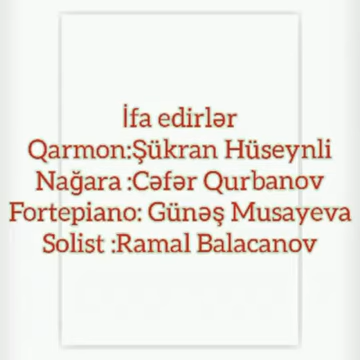 İfa edirlər
Qarmon:Şükran Hüseynli
Nağara :Cəfər Qurbanov
Fortepiano: Günəş Musayeva
Solist :Ramal Balacanov